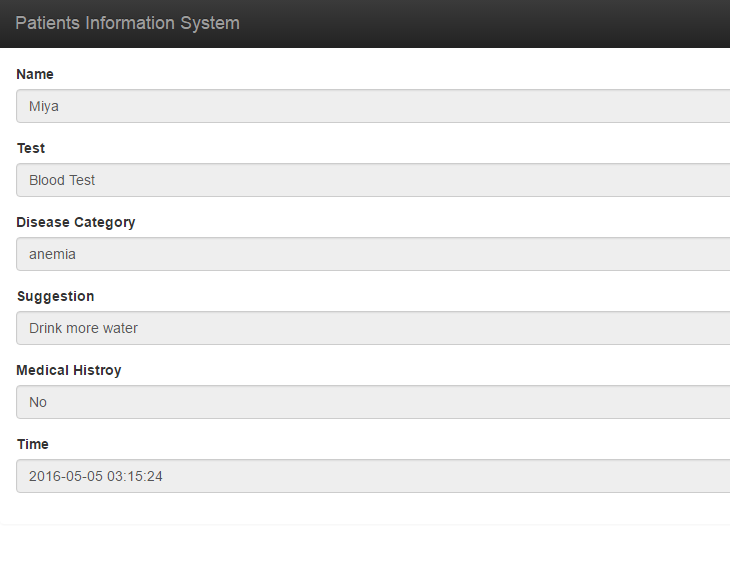 Patients Information System
Name
Miya
Test
Blood Test
Disease Category
anemia
Suggestion
Drink more water
Medical Histroy
No
Time
2016-05-05 03:15:24